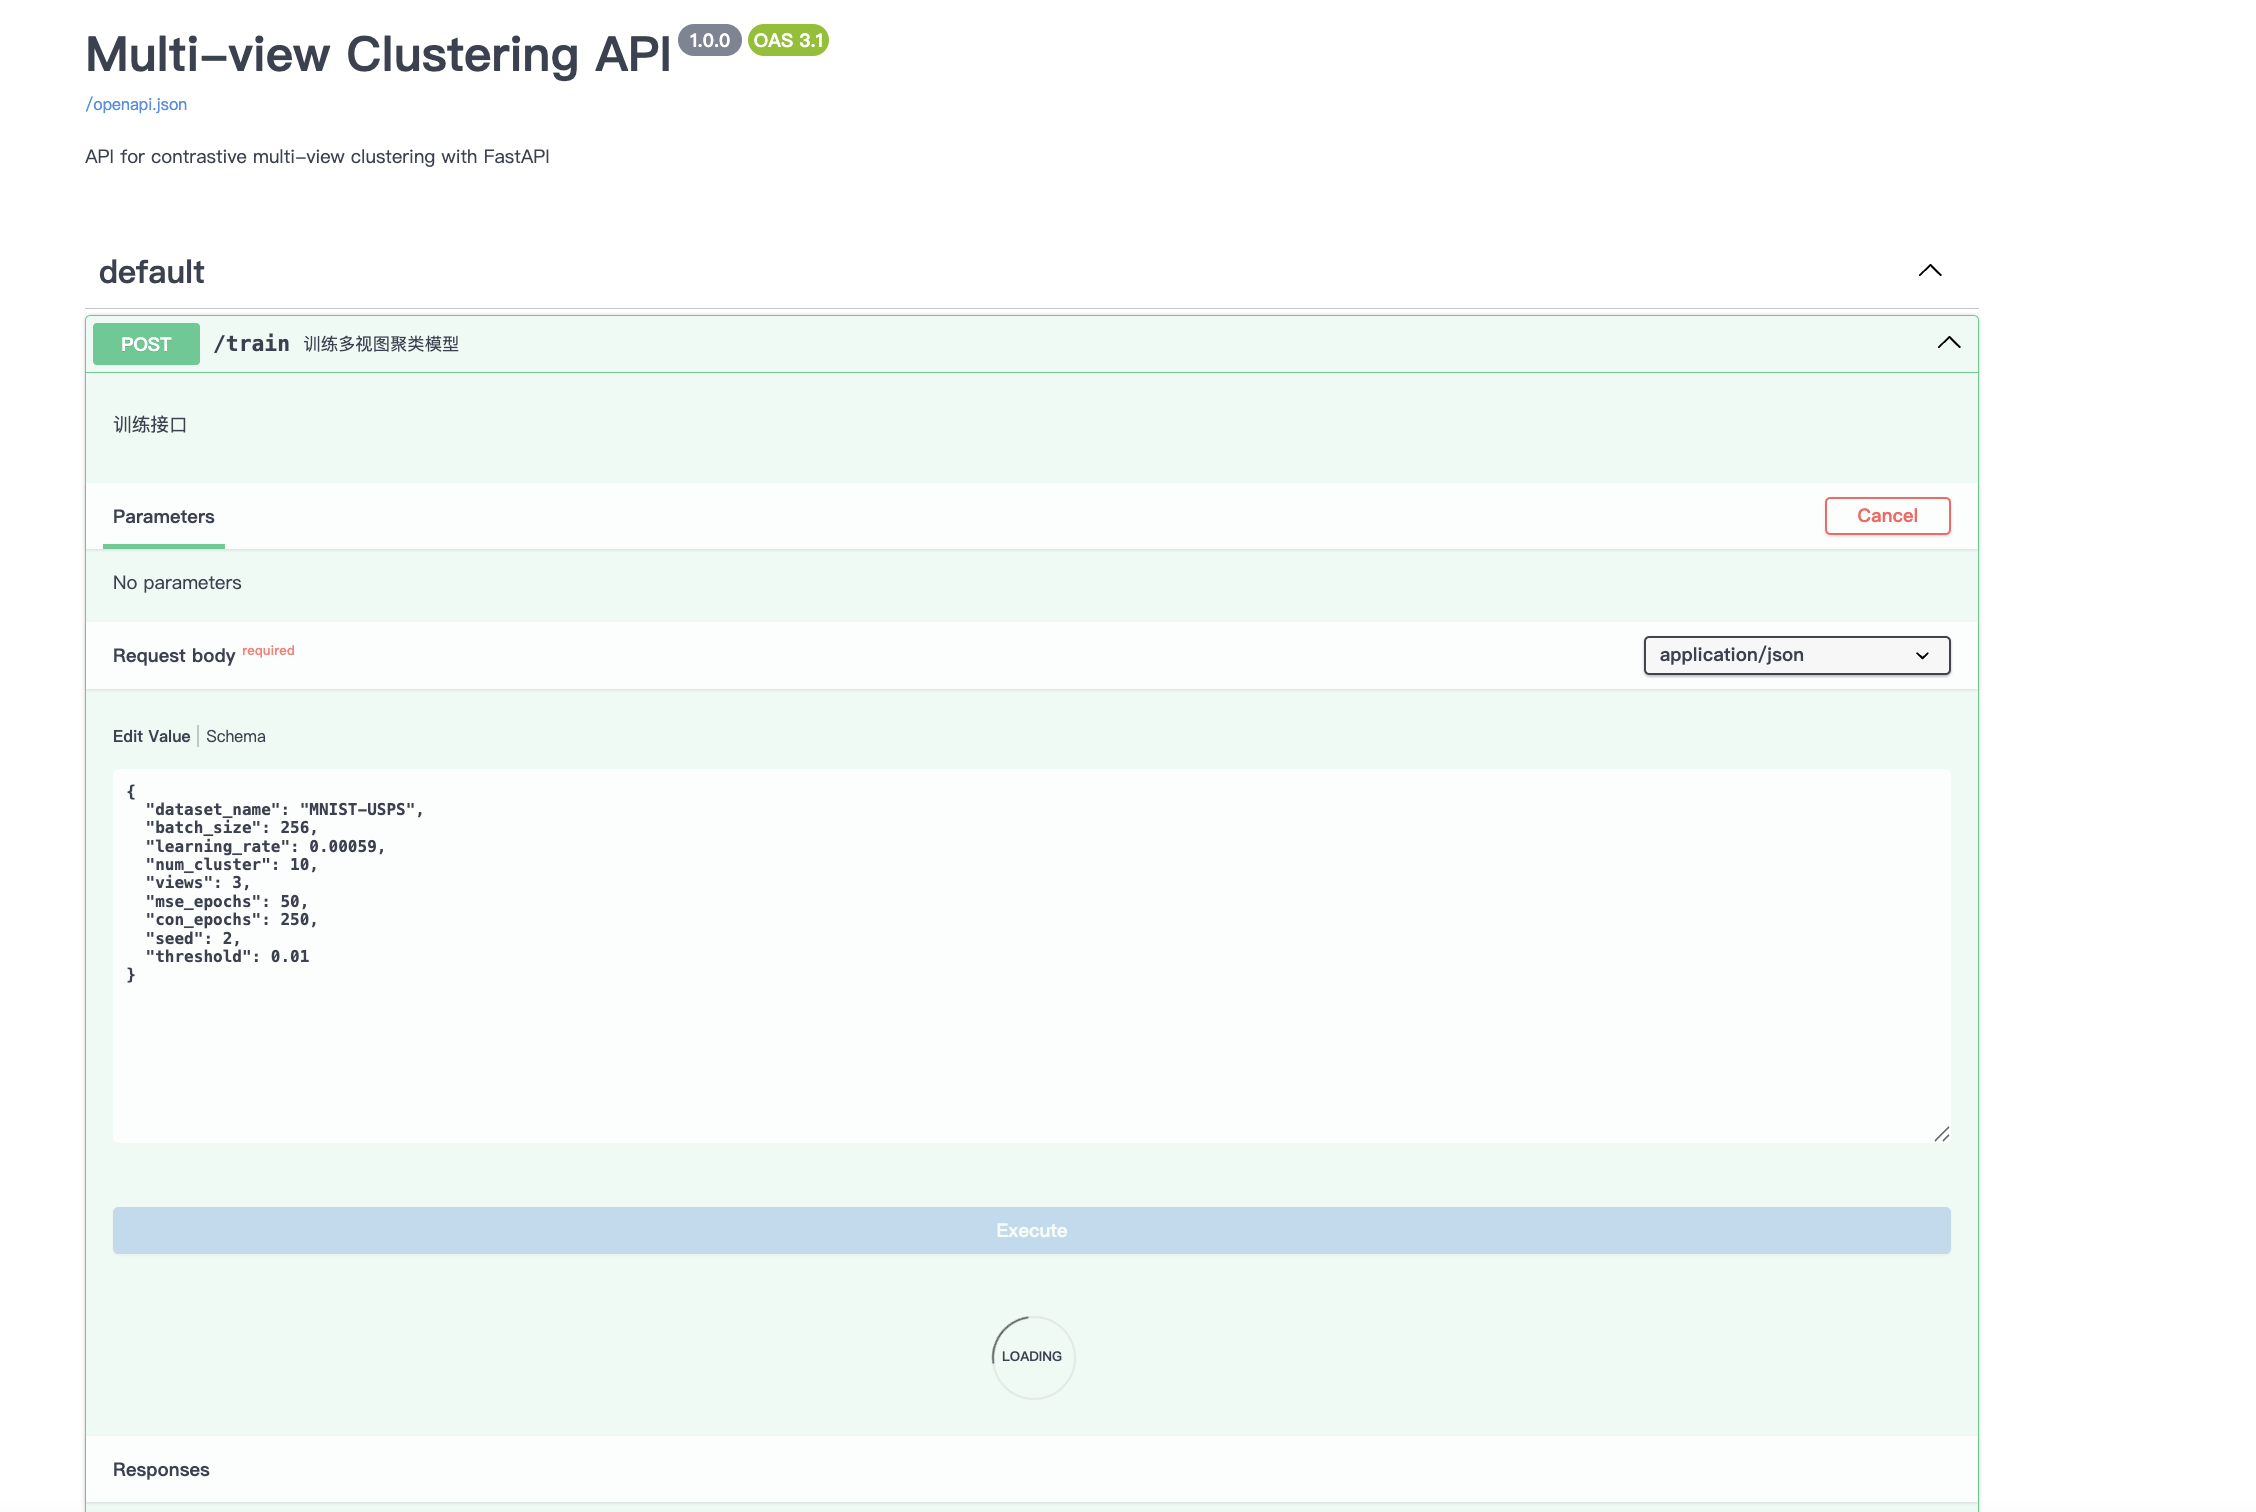 Multi-view Clustering API 1.0.0 OAS 3.1
/openapi.json
API for contrastive multi-view clustering with FastAPI
default
POST /train 训练多视图聚类模型
训练接口
Parameters Cancel
No parameters
Request body required application/json
Edit Value Schema
{
"dataset_name": "MNIST-USPS",
"batch_size": 256,
"learning_rate": 0.00059,
"num_cluster": 10,
"views": 3,
"mse_epochs": 50,
"con_epochs": 250,
"seed": 2,
"threshold": 0.01
}
Execute
LOADING
Responses